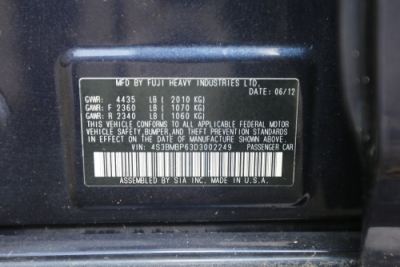 MFD BY FUJI HEAVY INDUSTRIES LTD.
DATE: 06/12
GVWR: 4435 LB ( 2010 KG)
GAWR: F 2360 LB ( 1070 KG)
GAWR: R 2340 LB ( 1060 KG)
THIS VEHICLE CONFORMS TO ALL APPLICABLE FEDERAL MOTOR
VEHICLE SAFETY, BUMPER, AND THEFT PREVENTION STANDARDS
IN EFFECT ON THE DATE OF MANUFACTURE SHOWN ABOVE.
VIN: 4S3BMBP63D3002249 PASSENGER CAR
ASSEMBLED BY SIA INC. MADE IN U.S.A.